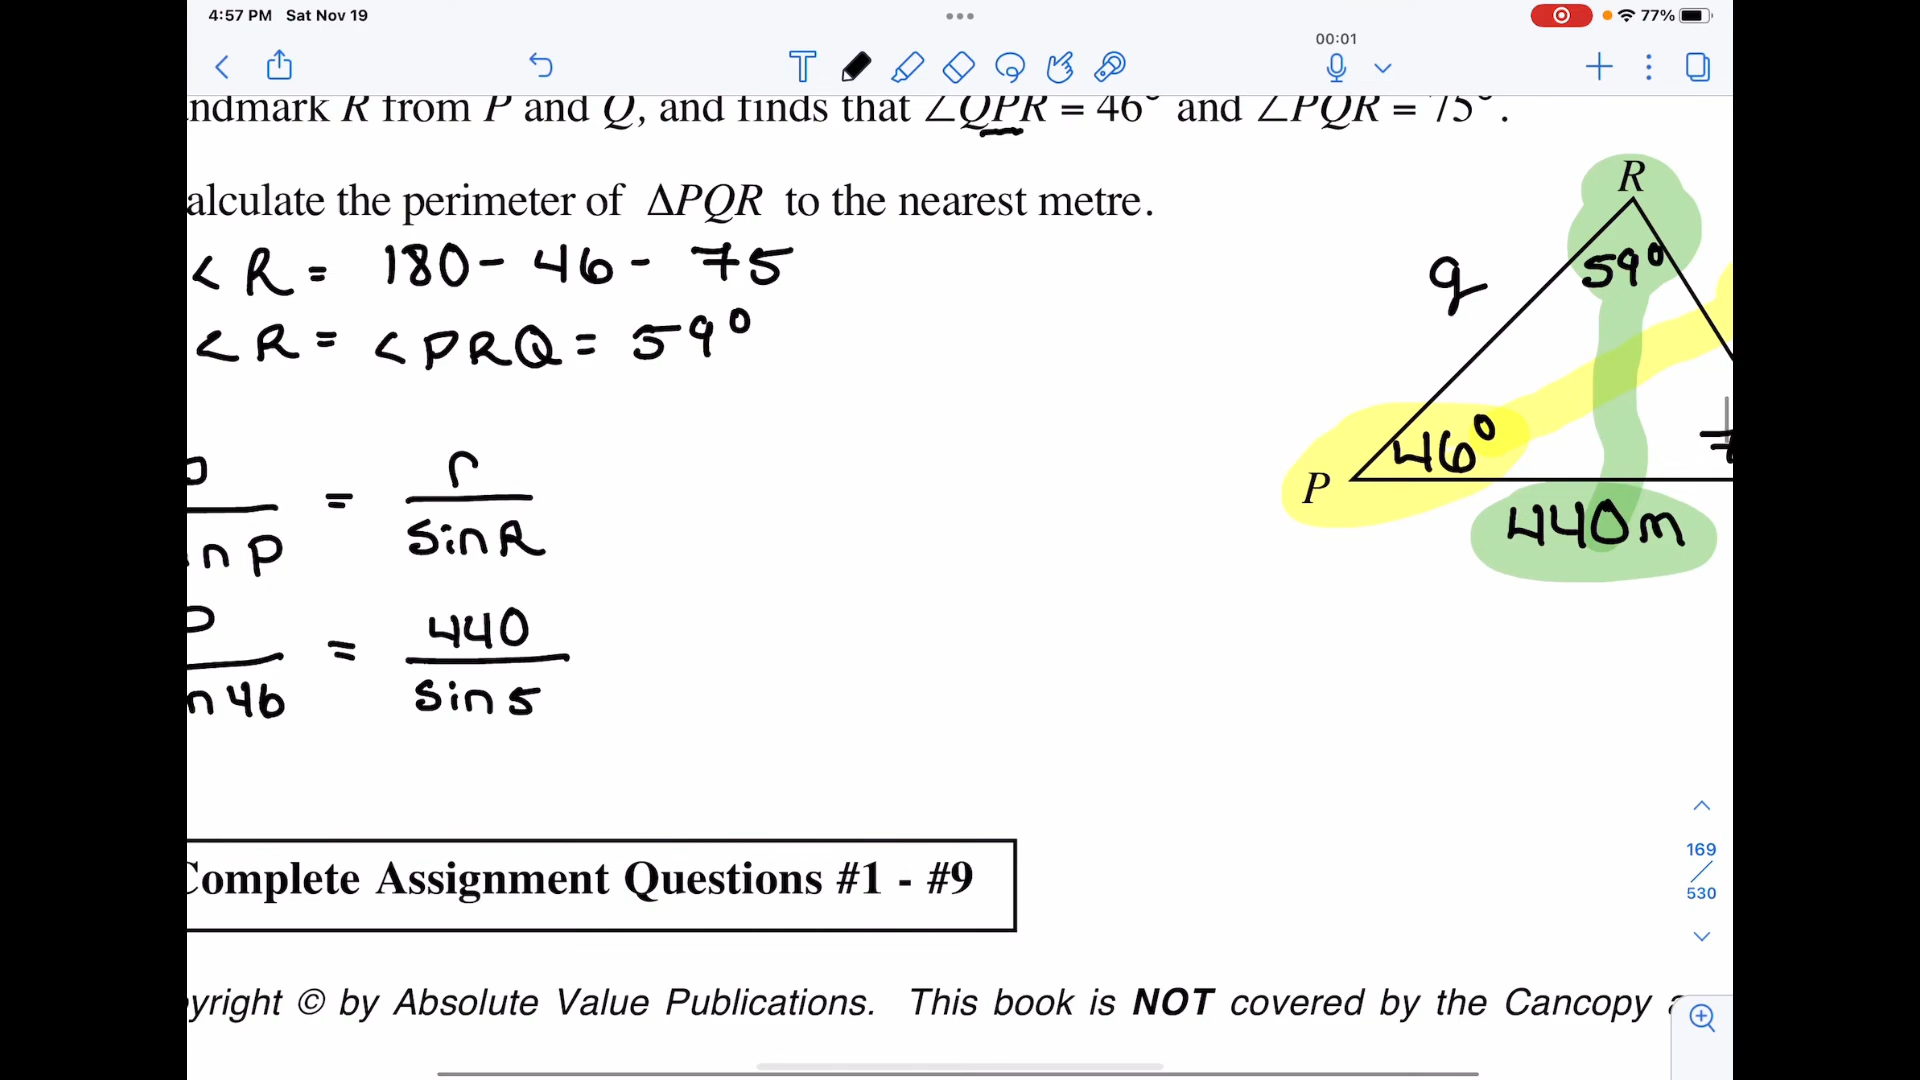 4:57 PM Sat Nov 19
77%
00:01
T
ndmark R from P and Q, and finds that ∠QPR = 46° and ∠PQR = 75°.
alculate the perimeter of ΔPQR to the nearest metre.
< R = 180 - 46 - 75
< R = < PRQ = 59°
R
59°
q
46°
P
440m
p = r
in P sin R
p = 440
n 46 sin 5
169
530
Complete Assignment Questions #1 - #9
yright © by Absolute Value Publications. This book is NOT covered by the Cancopy a